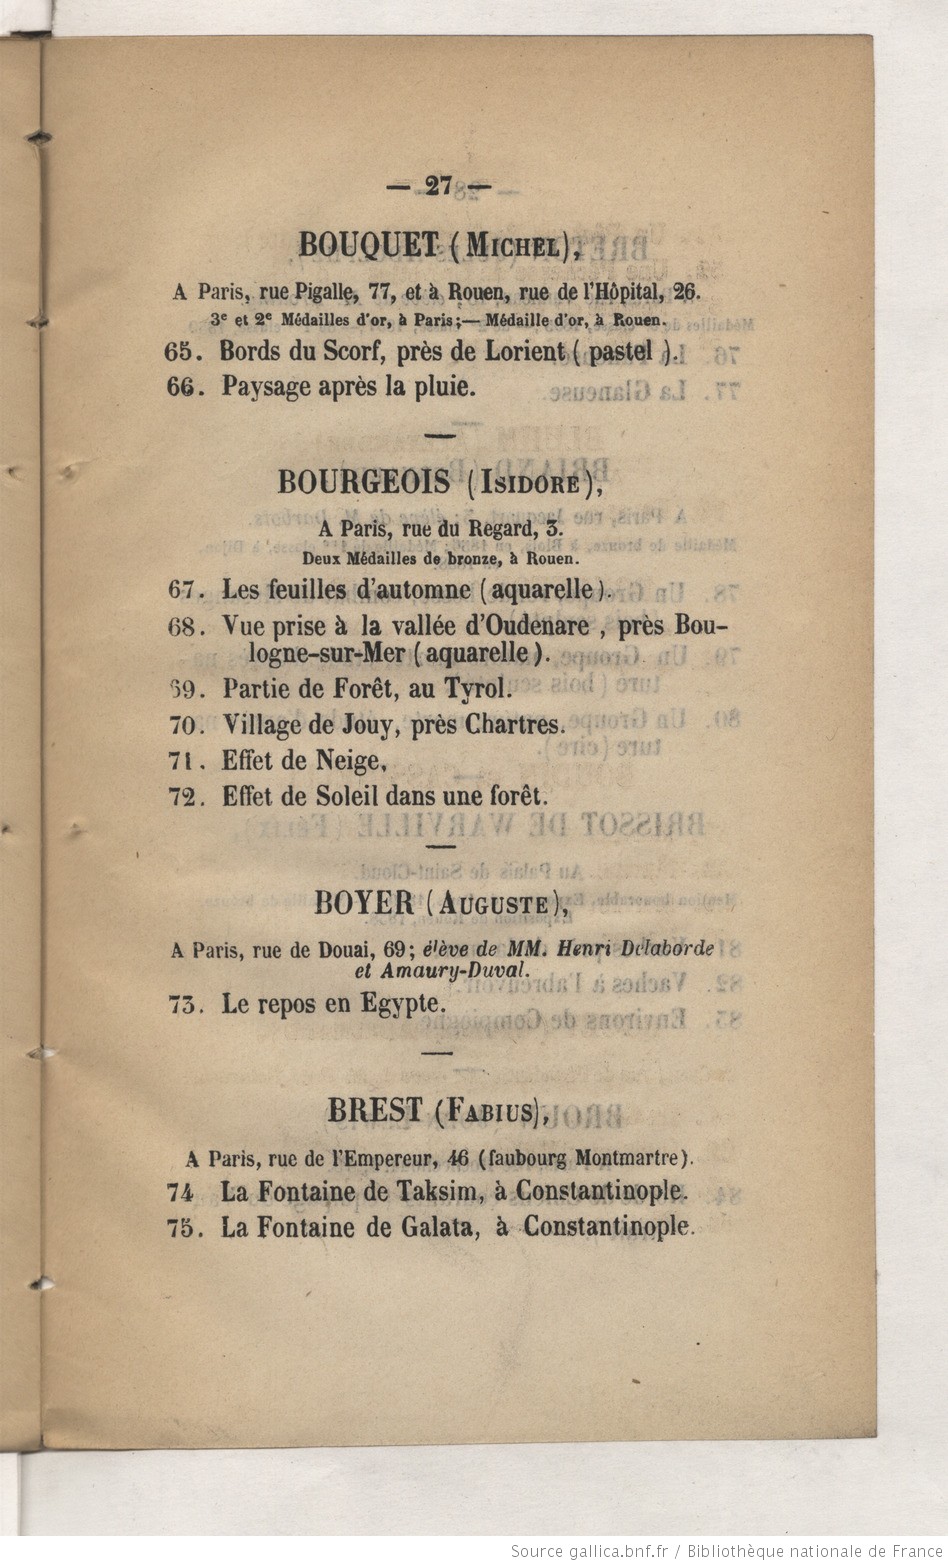 — 27 —
BOUQUET (MICHEL),
A Paris, rue Pigalle, 77, et à Rouen, rue de l'Hôpital, 26.
3e et 2e Médailles d'or, à Paris;— Médaille d'or, à Rouen.
65. Bords du Scorf, près de Lorient ( pastel ).
66. Paysage après la pluie.
—
BOURGEOIS (ISIDORE),
A Paris, rue du Regard, 3.
Deux Médailles de bronze, à Rouen.
67. Les feuilles d'automne (aquarelle).
68. Vue prise à la vallée d'Oudenare , près Bou-
logne-sur-Mer (aquarelle).
69. Partie de Forêt, au Tyrol.
70. Village de Jouy, près Chartres.
71. Effet de Neige,
72. Effet de Soleil dans une forêt.
—
BOYER (AUGUSTE),
A Paris, rue de Douai, 69; élève de MM. Henri Delaborde
et Amaury-Duval.
73. Le repos en Egypte.
—
BREST (FABIUS),
A Paris, rue de l'Empereur, 46 (faubourg Montmartre).
74 La Fontaine de Taksim, à Constantinople.
75. La Fontaine de Galata, à Constantinople.
Source gallica.bnf.fr / Bibliothèque nationale de France